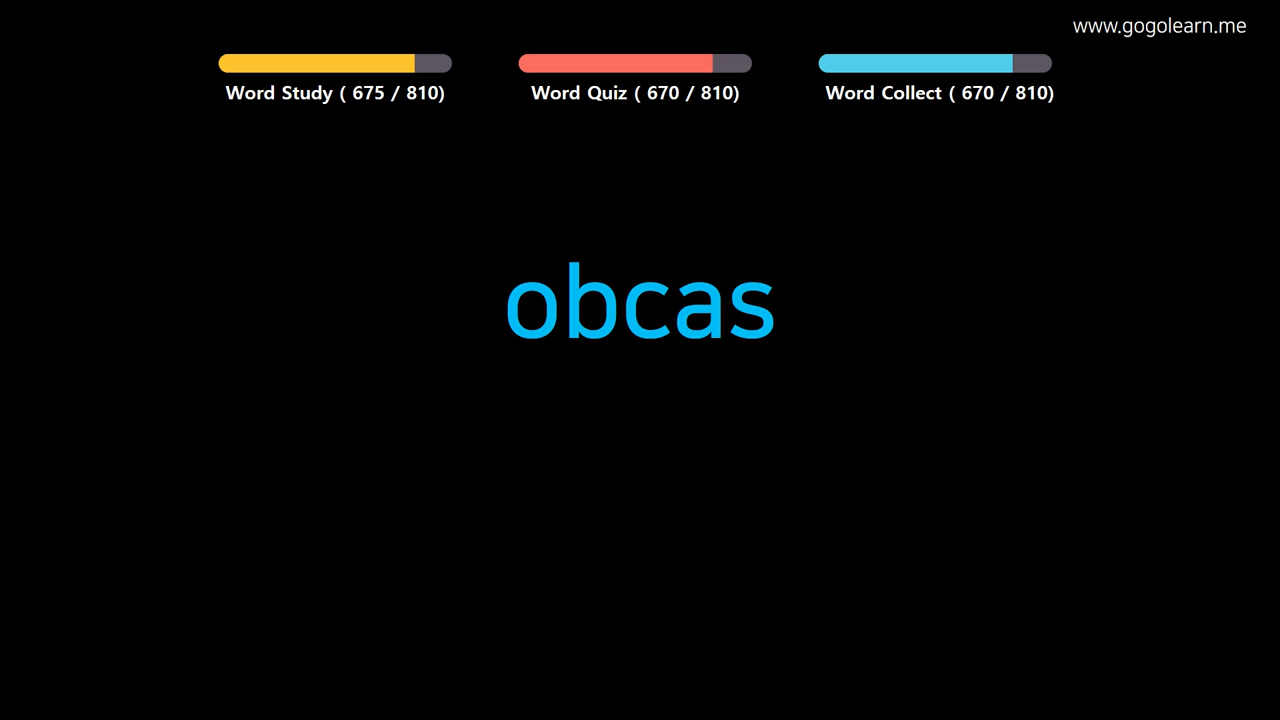 www.gogolearn.me
Word Study ( 675 / 810)
Word Quiz ( 670 / 810)
Word Collect ( 670 / 810)
obcas